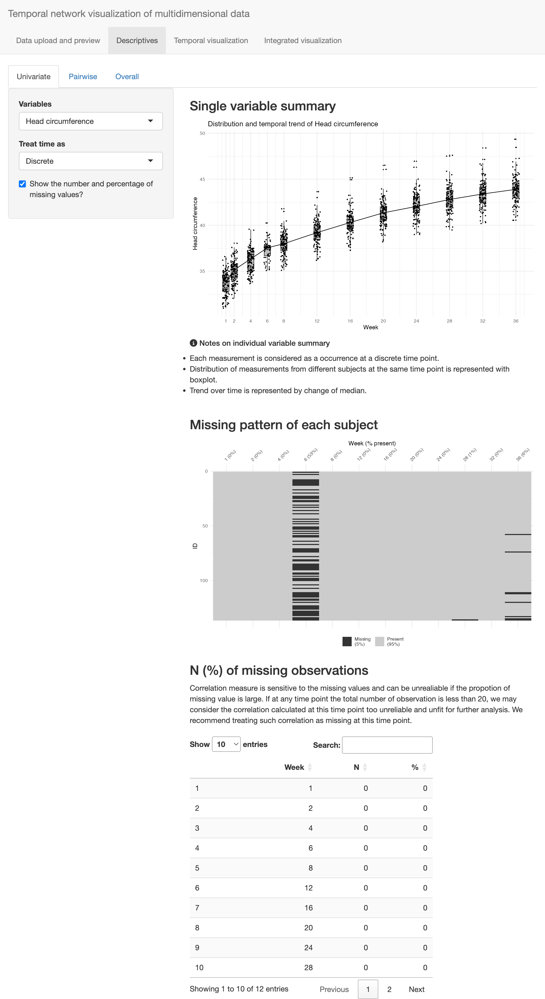 Temporal network visualization of multidimensional data
Data upload and preview Descriptives Temporal visualization Integrated visualization
Univariate Pairwise Overall
Variables
Head circumference
Treat time as
Discrete
Show the number and percentage of
missing values?
Single variable summary
Distribution and temporal trend of Head circumference
50
45
40
35
Head circumference
1 2 4 6 8 12 16 20 24 28 32 36
Week
Notes on individual variable summary
• Each measurement is considered as a occurrence at a discrete time point.
• Distribution of measurements from different subjects at the same time point is represented with
boxplot.
• Trend over time is represented by change of median.
Missing pattern of each subject
Week (% present)
1 (0%) 2 (0%) 4 (0%) 6 (53%) 8 (0%) 12 (0%) 16 (0%) 20 (0%) 24 (0%) 28 (1%) 32 (0%) 36 (6%)
0
50
100
ID
Missing (5%) Present (95%)
N (%) of missing observations
Correlation measure is sensitive to the missing values and can be unrealiable if the propotion of
missing value is large. If at any time point the total number of observation is less than 20, we may
consider the correlation calculated at this time point too unreliable and unfit for further analysis. We
recommend treating such correlation as missing at this time point.
Show 10 entries Search:
Week N %
1 1 0 0
2 2 0 0
3 4 0 0
4 6 0 0
5 8 0 0
6 12 0 0
7 16 0 0
8 20 0 0
9 24 0 0
10 28 0 0
Showing 1 to 10 of 12 entries Previous 1 2 Next